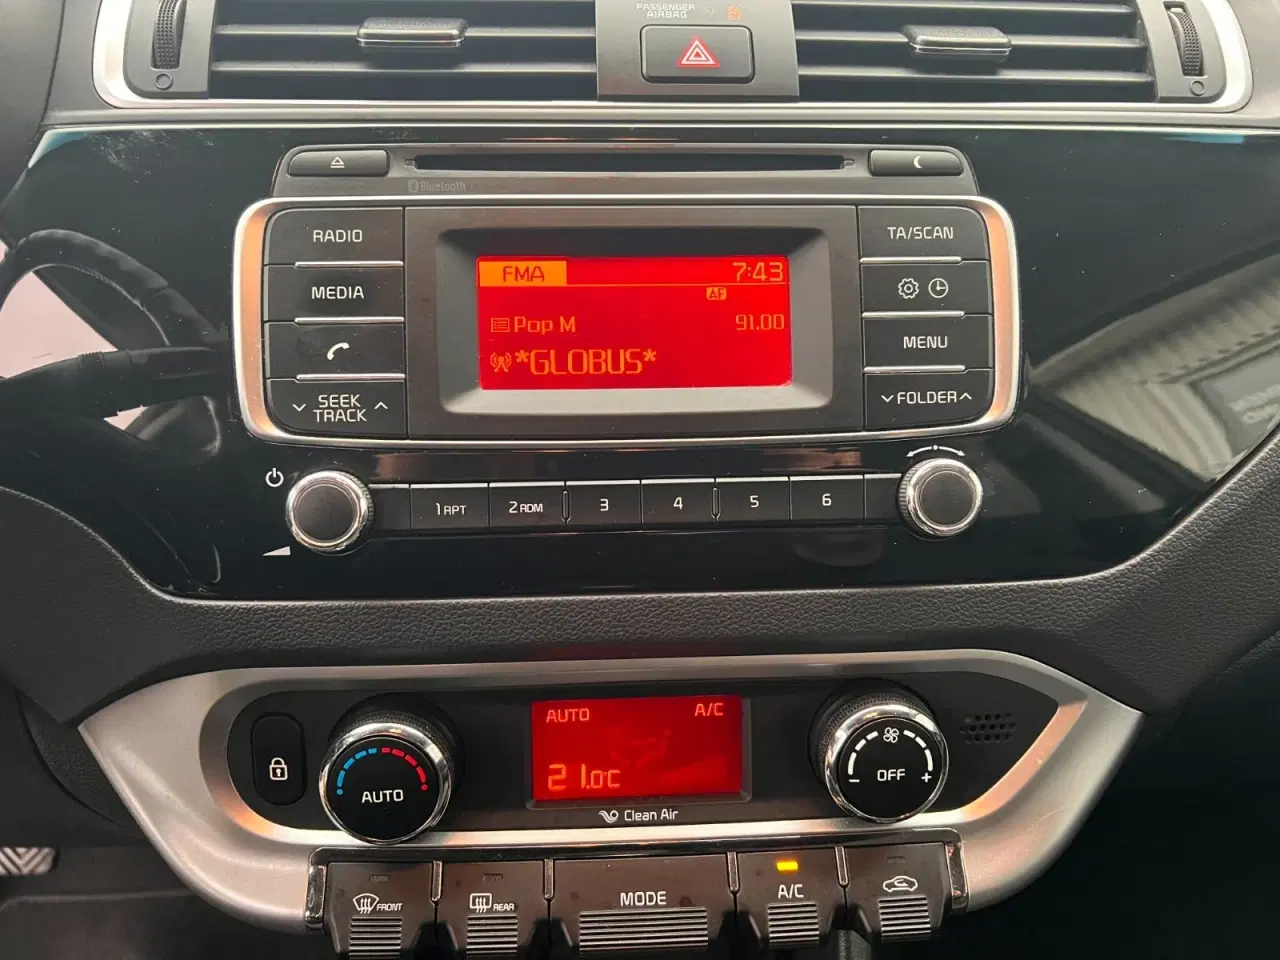 PASSENGER
AIRBAG
Bluetooth
RADIO
MEDIA
SEEK
TRACK
FMA 7:43
AF
Pop M 91.00
*GLOBUS*
TA/SCAN
MENU
FOLDER
1 RPT 2 RDM 3 4 5 6
AUTO
AUTO A/C
21.0°C
Clean Air
OFF
- +
FRONT
REAR
MODE
A/C